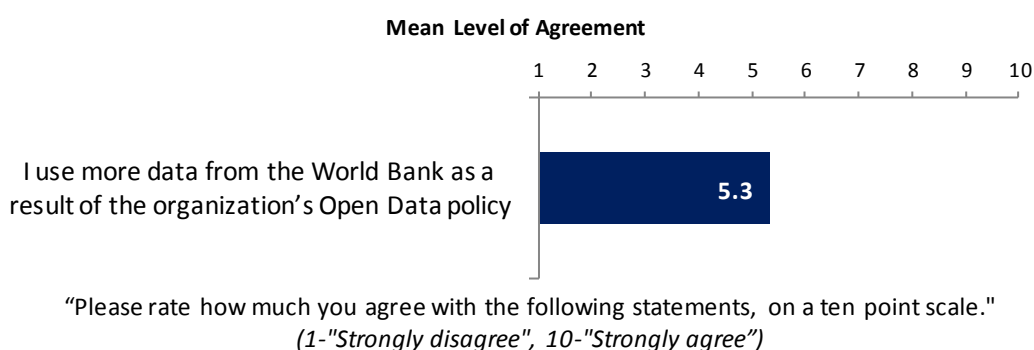 Mean Level of Agreement
1 2 3 4 5 6 7 8 9 10
I use more data from the World Bank as a
result of the organization’s Open Data policy
5.3
“Please rate how much you agree with the following statements, on a ten point scale."
(1-"Strongly disagree", 10-"Strongly agree”)